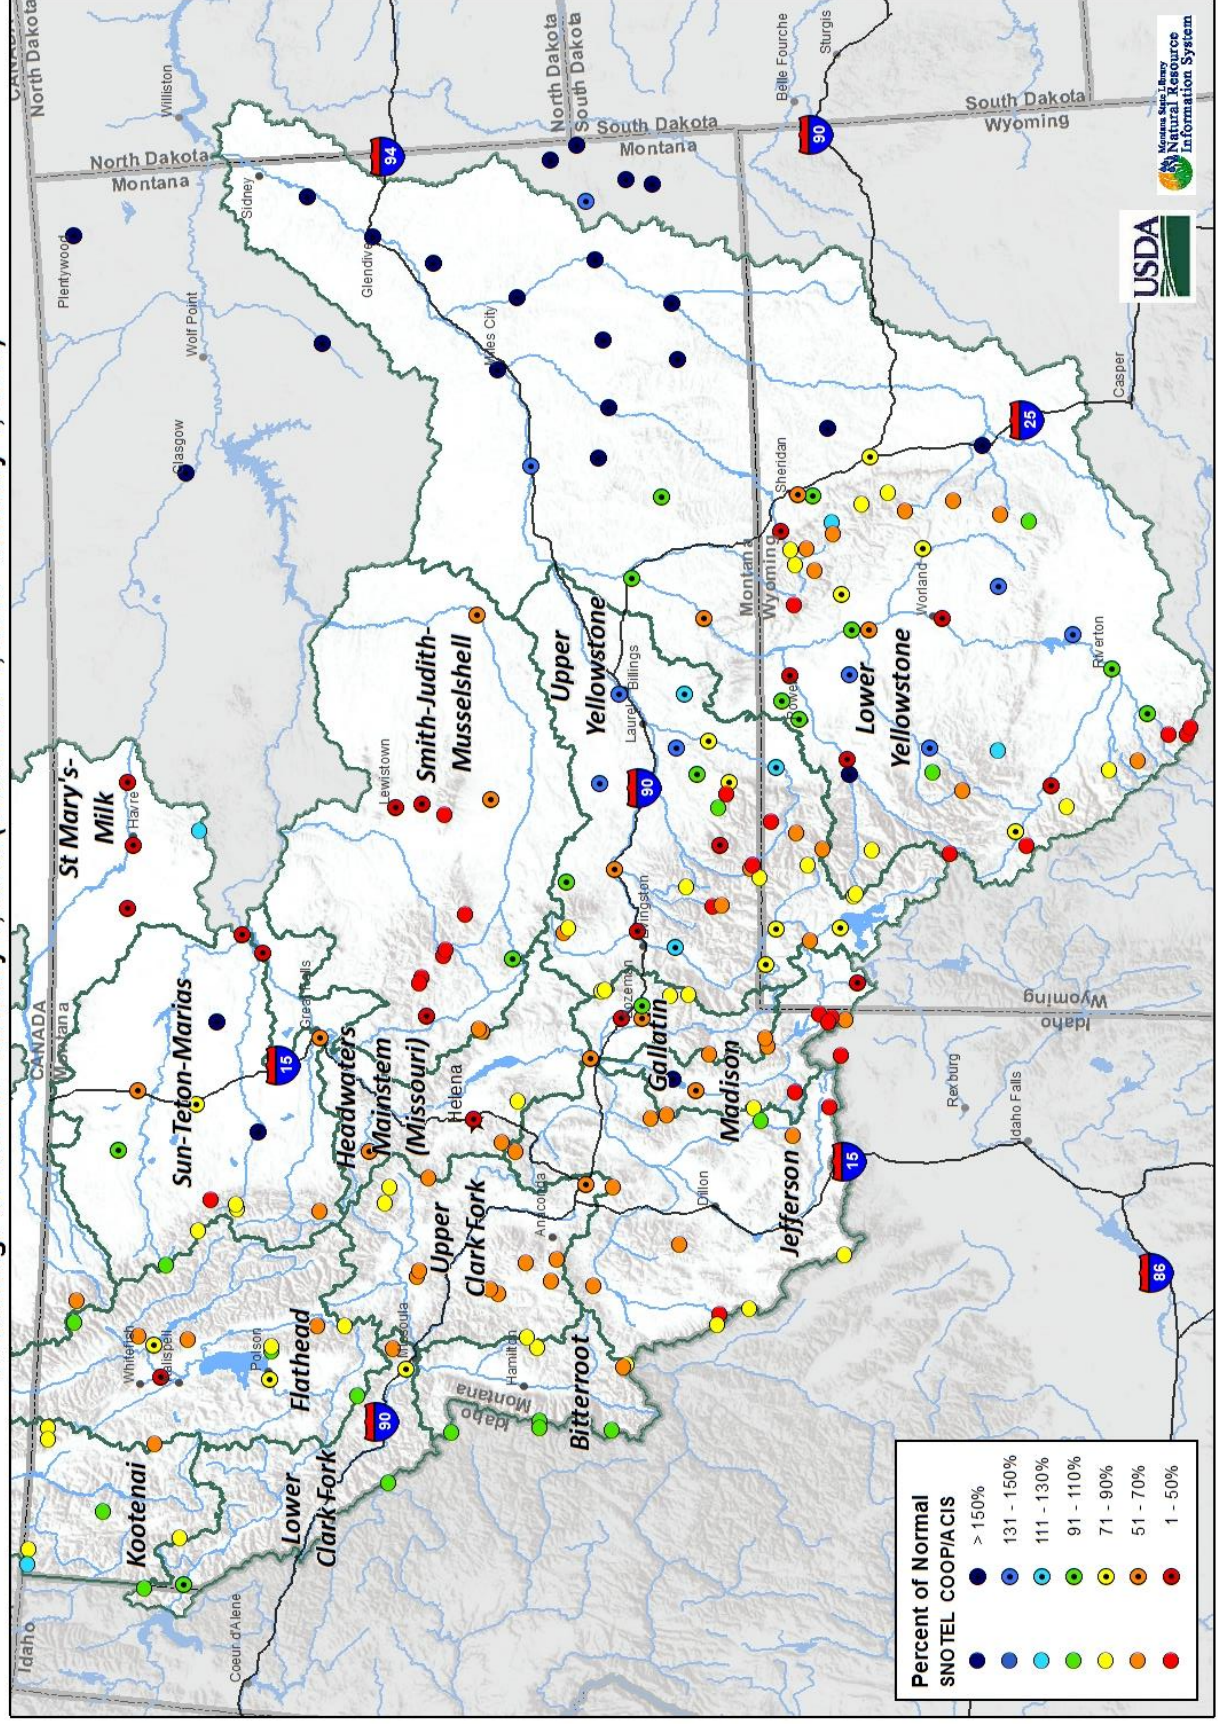 CANADA
North Dakota
Williston
North Dakota
Montana
Sidney
94
North Dakota
South Dakota
South Dakota
Montana
Belle Fourche
Sturgis
90
South Dakota
Wyoming
Montana State Library
Natural Resource
Information System
USDA
Plentywood
Wolf Point
Glendive
Miles City
Glasgow
Casper
25
Sheridan
Montana
Wyoming
Worland
Riverton
Lower
Yellowstone
Powell
Upper
Yellowstone
Billings
Laurel
90
Smith-Judith-
Musselshell
Lewistown
St Mary's-
Milk
Havre
Livingston
Bozeman
Gallatin
CANADA
Montana
Sun-Teton-Marias
Great Falls
15
Headwaters
Mainstem
(Missouri)
Helena
Madison
Wyoming
Idaho
Rexburg
Idaho Falls
Jefferson
15
Dillon
Anaconda
Upper
Clark Fork
86
Whitefish
Kalispell
Polson
Flathead
Missoula
Hamilton
Montana
Idaho
Bitterroot
90
Kootenai
Lower
Clark Fork
Idaho
Coeur d'Alene
Percent of Normal
SNOTEL COOP/ACIS
> 150%
131 - 150%
111 - 130%
91 - 110%
71 - 90%
51 - 70%
1 - 50%